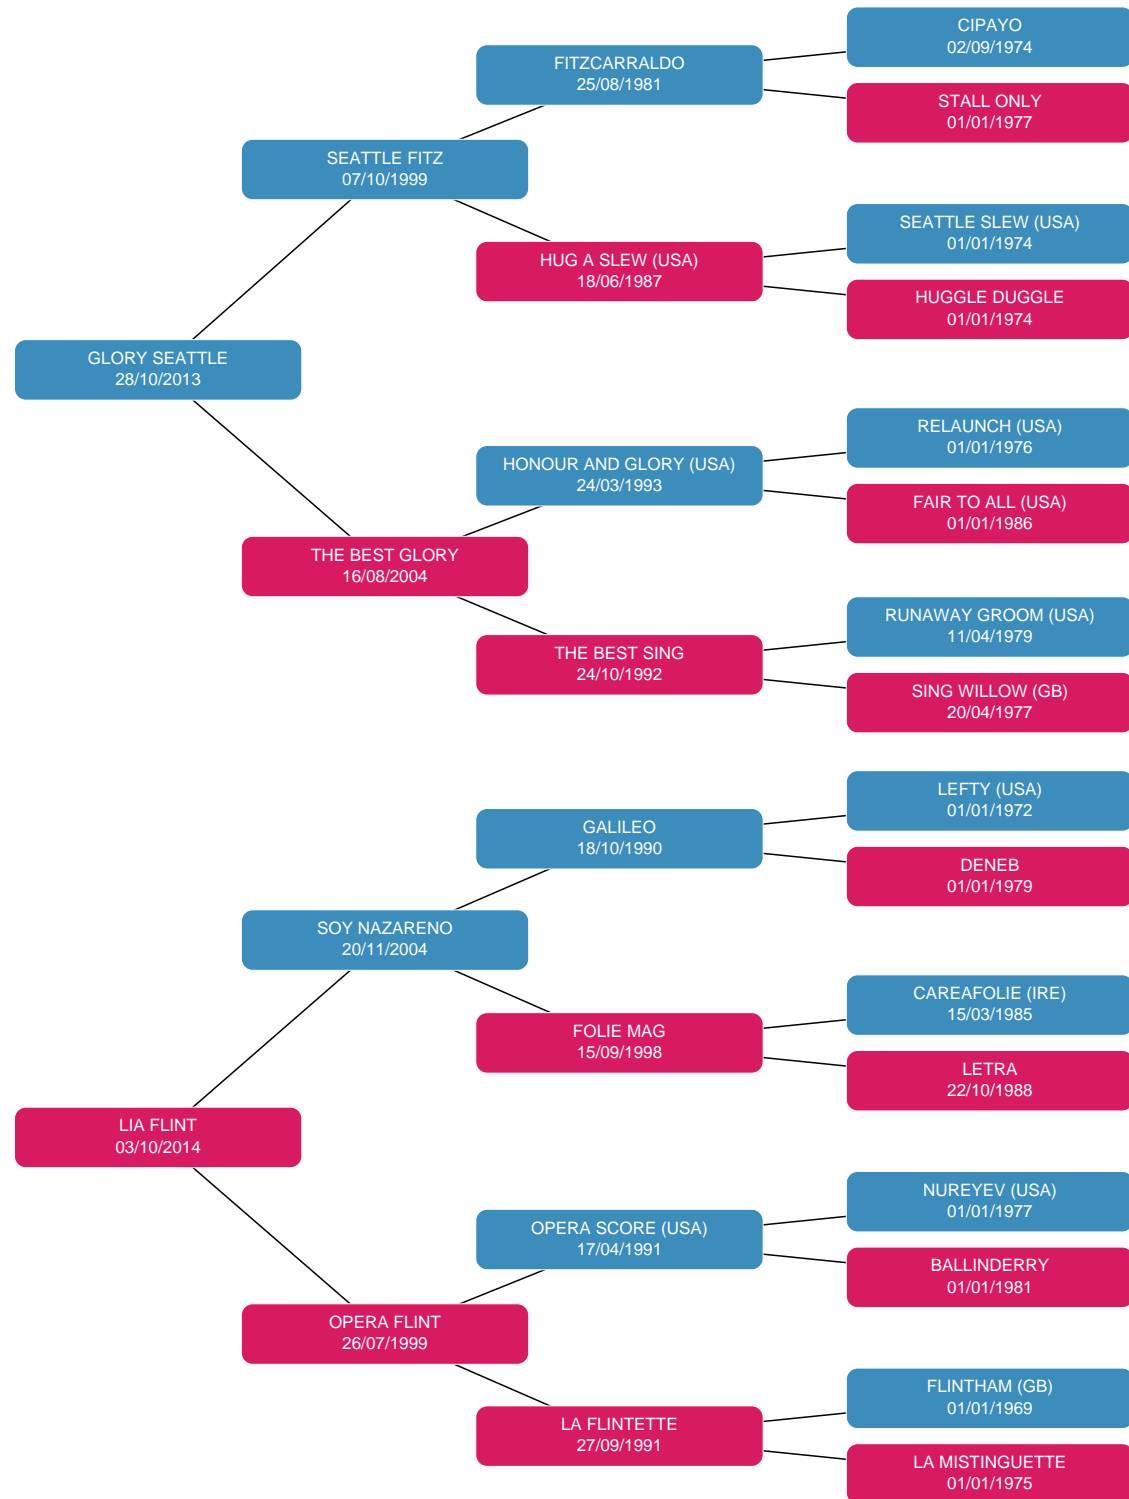 CIPAYO
02/09/1974
FITZCARRALDO
25/08/1981
STALL ONLY
01/01/1977
SEATTLE FITZ
07/10/1999
SEATTLE SLEW (USA)
01/01/1974
HUG A SLEW (USA)
18/06/1987
HUGGLE DUGGLE
01/01/1974
GLORY SEATTLE
28/10/2013
RELAUNCH (USA)
01/01/1976
HONOUR AND GLORY (USA)
24/03/1993
FAIR TO ALL (USA)
01/01/1986
THE BEST GLORY
16/08/2004
RUNAWAY GROOM (USA)
11/04/1979
THE BEST SING
24/10/1992
SING WILLOW (GB)
20/04/1977
LEFTY (USA)
01/01/1972
GALILEO
18/10/1990
DENEB
01/01/1979
SOY NAZARENO
20/11/2004
CAREAFOLIE (IRE)
15/03/1985
FOLIE MAG
15/09/1998
LETRA
22/10/1988
LIA FLINT
03/10/2014
NUREYEV (USA)
01/01/1977
OPERA SCORE (USA)
17/04/1991
BALLINDERRY
01/01/1981
OPERA FLINT
26/07/1999
FLINTHAM (GB)
01/01/1969
LA FLINTETTE
27/09/1991
LA MISTINGUETTE
01/01/1975